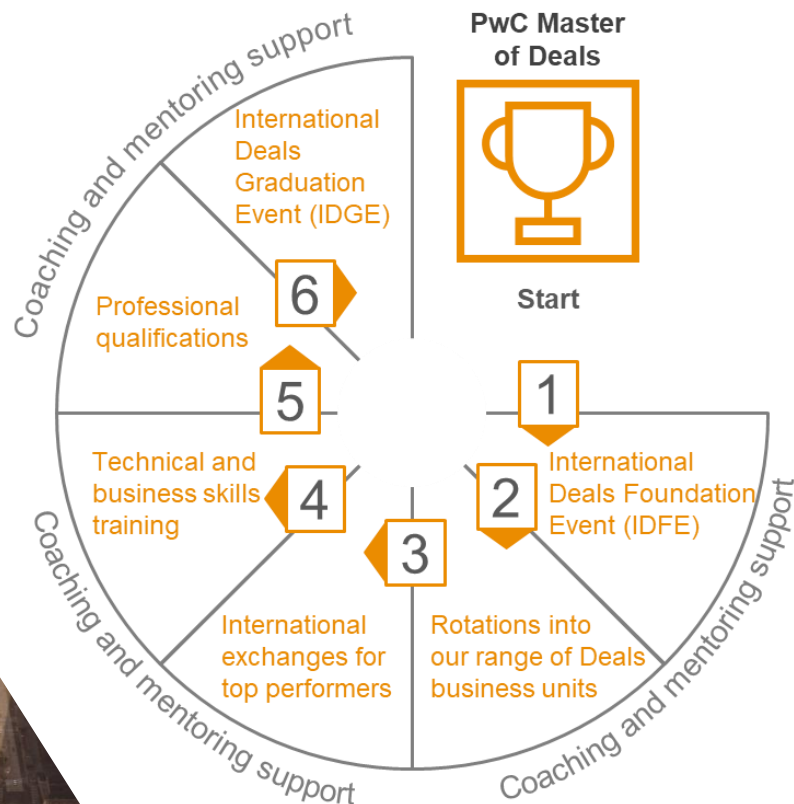 PwC Master
of Deals
Start
1
International
Deals Foundation
Event (IDFE)
2
Rotations into
our range of Deals
business units
3
International
exchanges for
top performers
4
Technical and
business skills
training
5
Professional
qualifications
6
International
Deals
Graduation
Event (IDGE)
Coaching and mentoring support
Coaching and mentoring support
Coaching and mentoring support